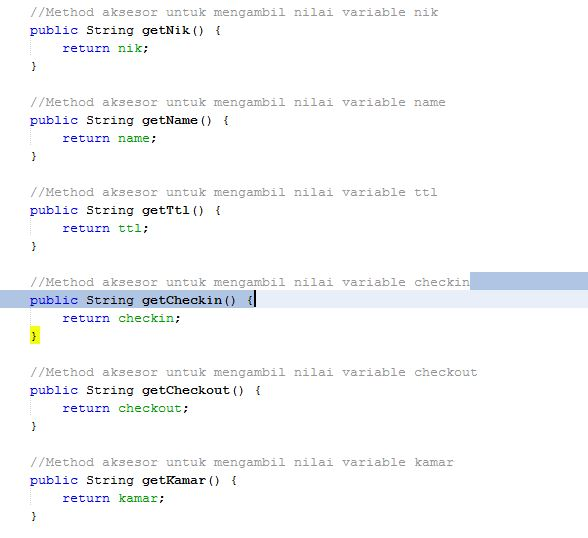 //Method aksesor untuk mengambil nilai variable nik
public String getNik() {
return nik;
}
//Method aksesor untuk mengambil nilai variable name
public String getName() {
return name;
}
//Method aksesor untuk mengambil nilai variable ttl
public String getTtl() {
return ttl;
}
//Method aksesor untuk mengambil nilai variable checkin
public String getCheckin() {
return checkin;
}
//Method aksesor untuk mengambil nilai variable checkout
public String getCheckout() {
return checkout;
}
//Method aksesor untuk mengambil nilai variable kamar
public String getKamar() {
return kamar;
}